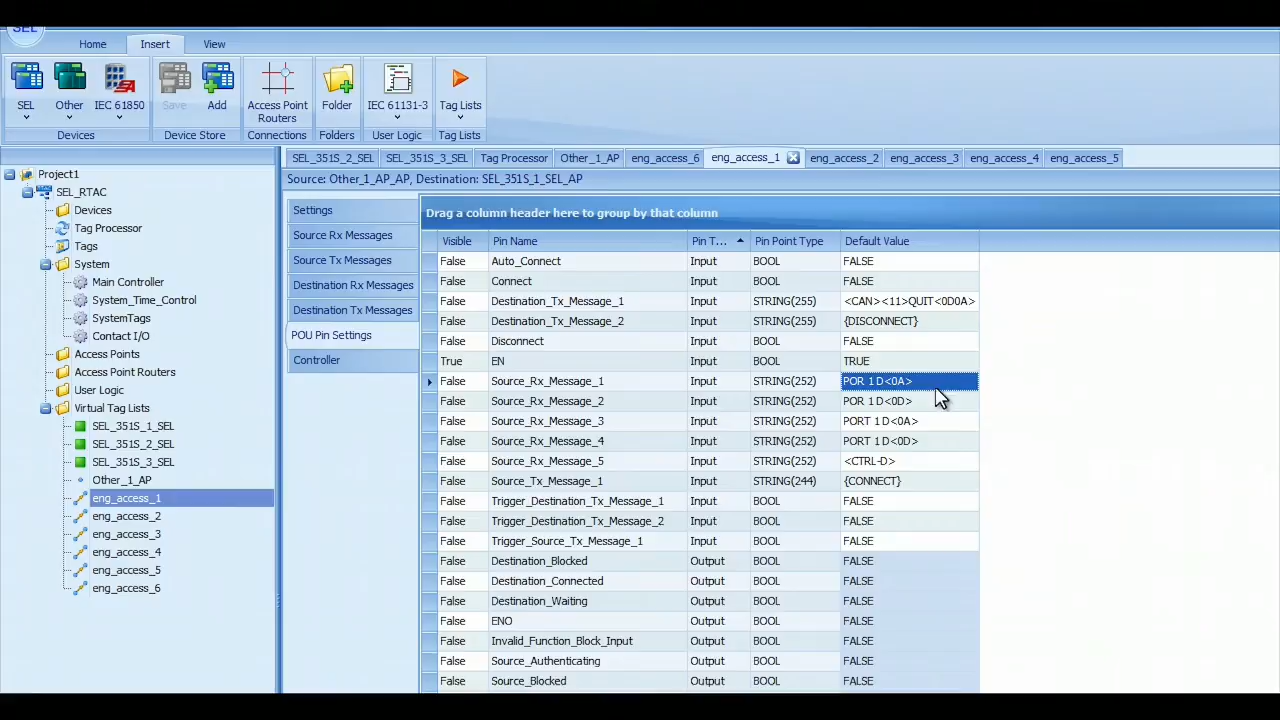 SEL
Home Insert View
SEL Other IEC 61850 Save Add Access Point Routers Folder IEC 61131-3 Tag Lists
Devices Device Store Connections Folders User Logic Tag Lists
SEL_351S_2_SEL SEL_351S_3_SEL Tag Processor Other_1_AP eng_access_6 eng_access_1 eng_access_2 eng_access_3 eng_access_4 eng_access_5
Source: Other_1_AP_AP, Destination: SEL_351S_1_SEL_AP
Project1
SEL_RTAC
Devices
Tag Processor
Tags
System
Main Controller
System_Time_Control
SystemTags
Contact I/O
Access Points
Access Point Routers
User Logic
Virtual Tag Lists
SEL_351S_1_SEL
SEL_351S_2_SEL
SEL_351S_3_SEL
Other_1_AP
eng_access_1
eng_access_2
eng_access_3
eng_access_4
eng_access_5
eng_access_6
Settings
Source Rx Messages
Source Tx Messages
Destination Rx Messages
Destination Tx Messages
POU Pin Settings
Controller
Drag a column header here to group by that column
Visible Pin Name Pin T... Pin Point Type Default Value
False Auto_Connect Input BOOL FALSE
False Connect Input BOOL FALSE
False Destination_Tx_Message_1 Input STRING(255) <CAN><11>QUIT<0D0A>
False Destination_Tx_Message_2 Input STRING(255) {DISCONNECT}
False Disconnect Input BOOL FALSE
True EN Input BOOL TRUE
False Source_Rx_Message_1 Input STRING(252) POR 1 D<0A>
False Source_Rx_Message_2 Input STRING(252) POR 1 D<0D>
False Source_Rx_Message_3 Input STRING(252) PORT 1 D<0A>
False Source_Rx_Message_4 Input STRING(252) PORT 1 D<0D>
False Source_Rx_Message_5 Input STRING(252) <CTRL-D>
False Source_Tx_Message_1 Input STRING(244) {CONNECT}
False Trigger_Destination_Tx_Message_1 Input BOOL FALSE
False Trigger_Destination_Tx_Message_2 Input BOOL FALSE
False Trigger_Source_Tx_Message_1 Input BOOL FALSE
False Destination_Blocked Output BOOL FALSE
False Destination_Connected Output BOOL FALSE
False Destination_Waiting Output BOOL FALSE
False ENO Output BOOL FALSE
False Invalid_Function_Block_Input Output BOOL FALSE
False Source_Authenticating Output BOOL FALSE
False Source_Blocked Output BOOL FALSE